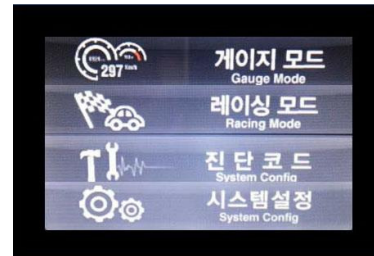 297 km/h
게이지 모드
Gauge Mode
레이싱 모드
Racing Mode
진 단 코 드
System Config
시스템설정
System Config